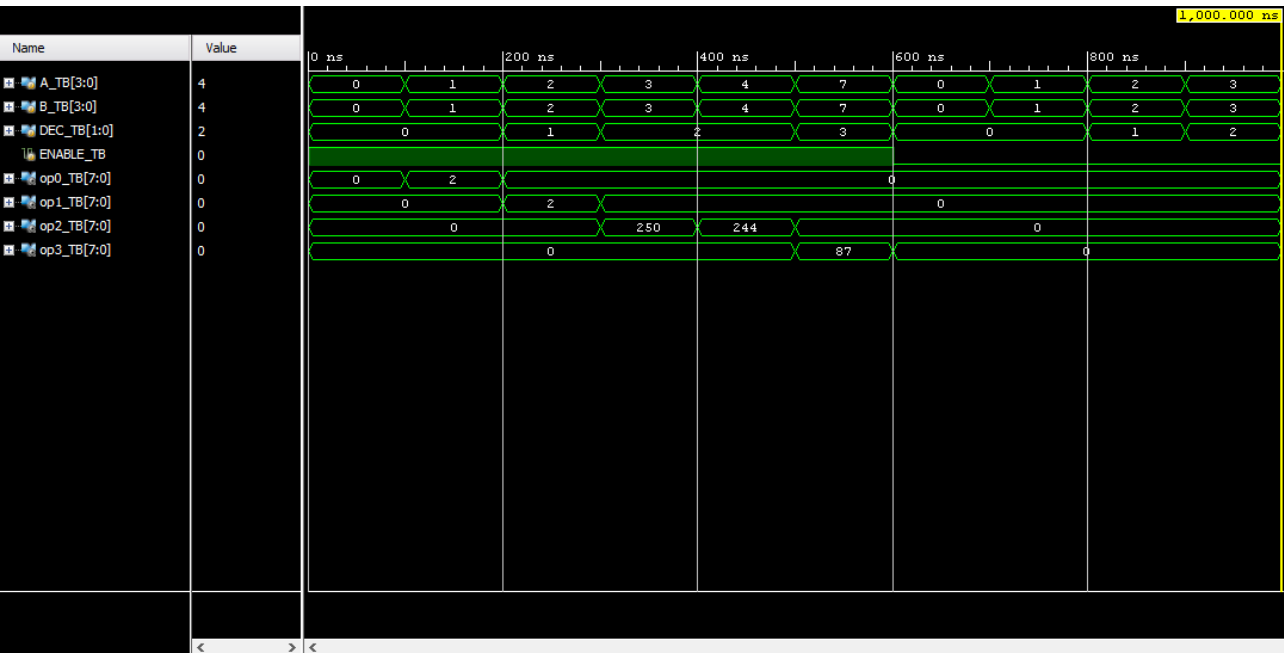 1,000.000 ns
Name Value
0 ns 200 ns 400 ns 600 ns 800 ns
A_TB[3:0] 4 0 1 2 3 4 7 0 1 2 3
B_TB[3:0] 4 0 1 2 3 4 7 0 1 2 3
DEC_TB[1:0] 2 0 1 2 3 0 1 2
ENABLE_TB 0
op0_TB[7:0] 0 0 2 0
op1_TB[7:0] 0 0 2 0
op2_TB[7:0] 0 0 250 244 0
op3_TB[7:0] 0 0 87 0